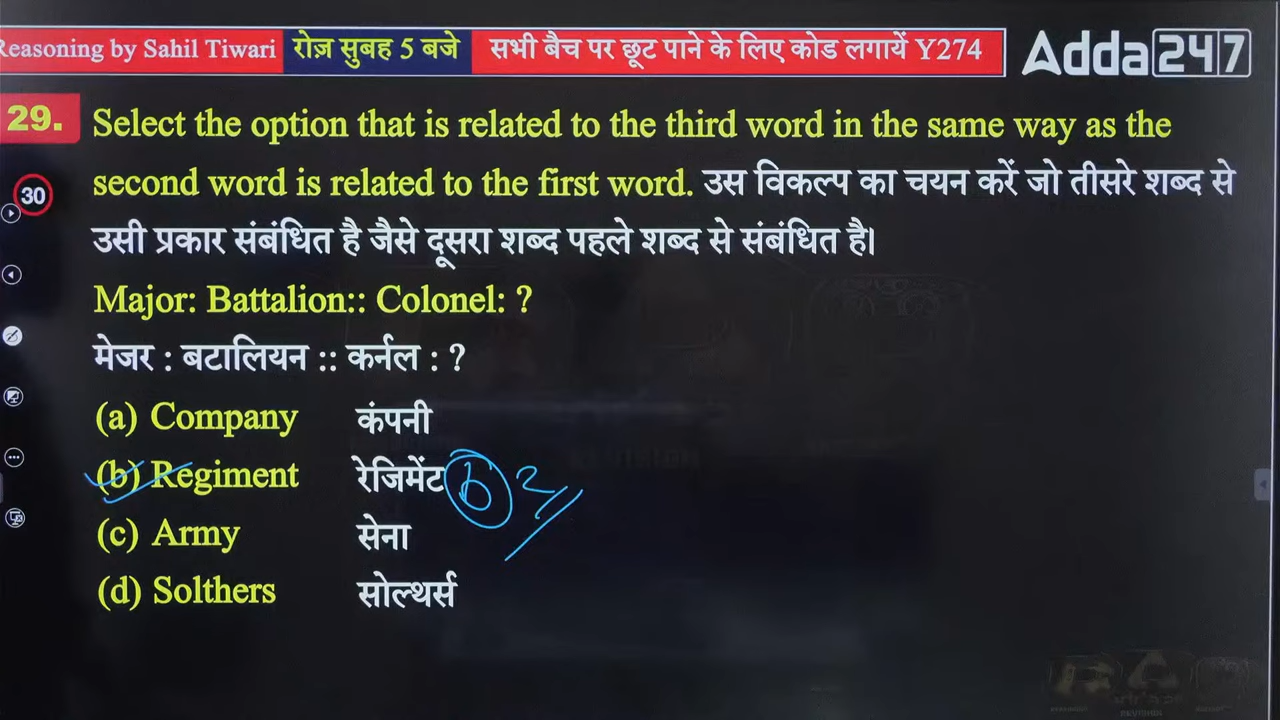 Reasoning by Sahil Tiwari रोज़ सुबह 5 बजे सभी बैच पर छूट पाने के लिए कोड लगायें Y274 Adda247
29. Select the option that is related to the third word in the same way as the
30 second word is related to the first word. उस विकल्प का चयन करें जो तीसरे शब्द से
उसी प्रकार संबंधित है जैसे दूसरा शब्द पहले शब्द से संबंधित है।
Major: Battalion:: Colonel: ?
मेजर : बटालियन :: कर्नल : ?
(a) Company कंपनी
(b) Regiment रेजिमेंट b 2
(c) Army सेना
(d) Solthers सोल्थर्स